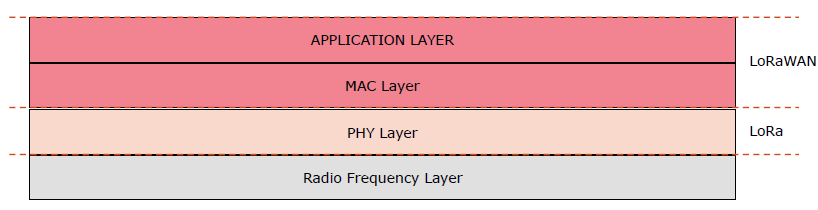 APPLICATION LAYER
LoRaWAN
MAC Layer
PHY Layer
LoRa
Radio Frequency Layer